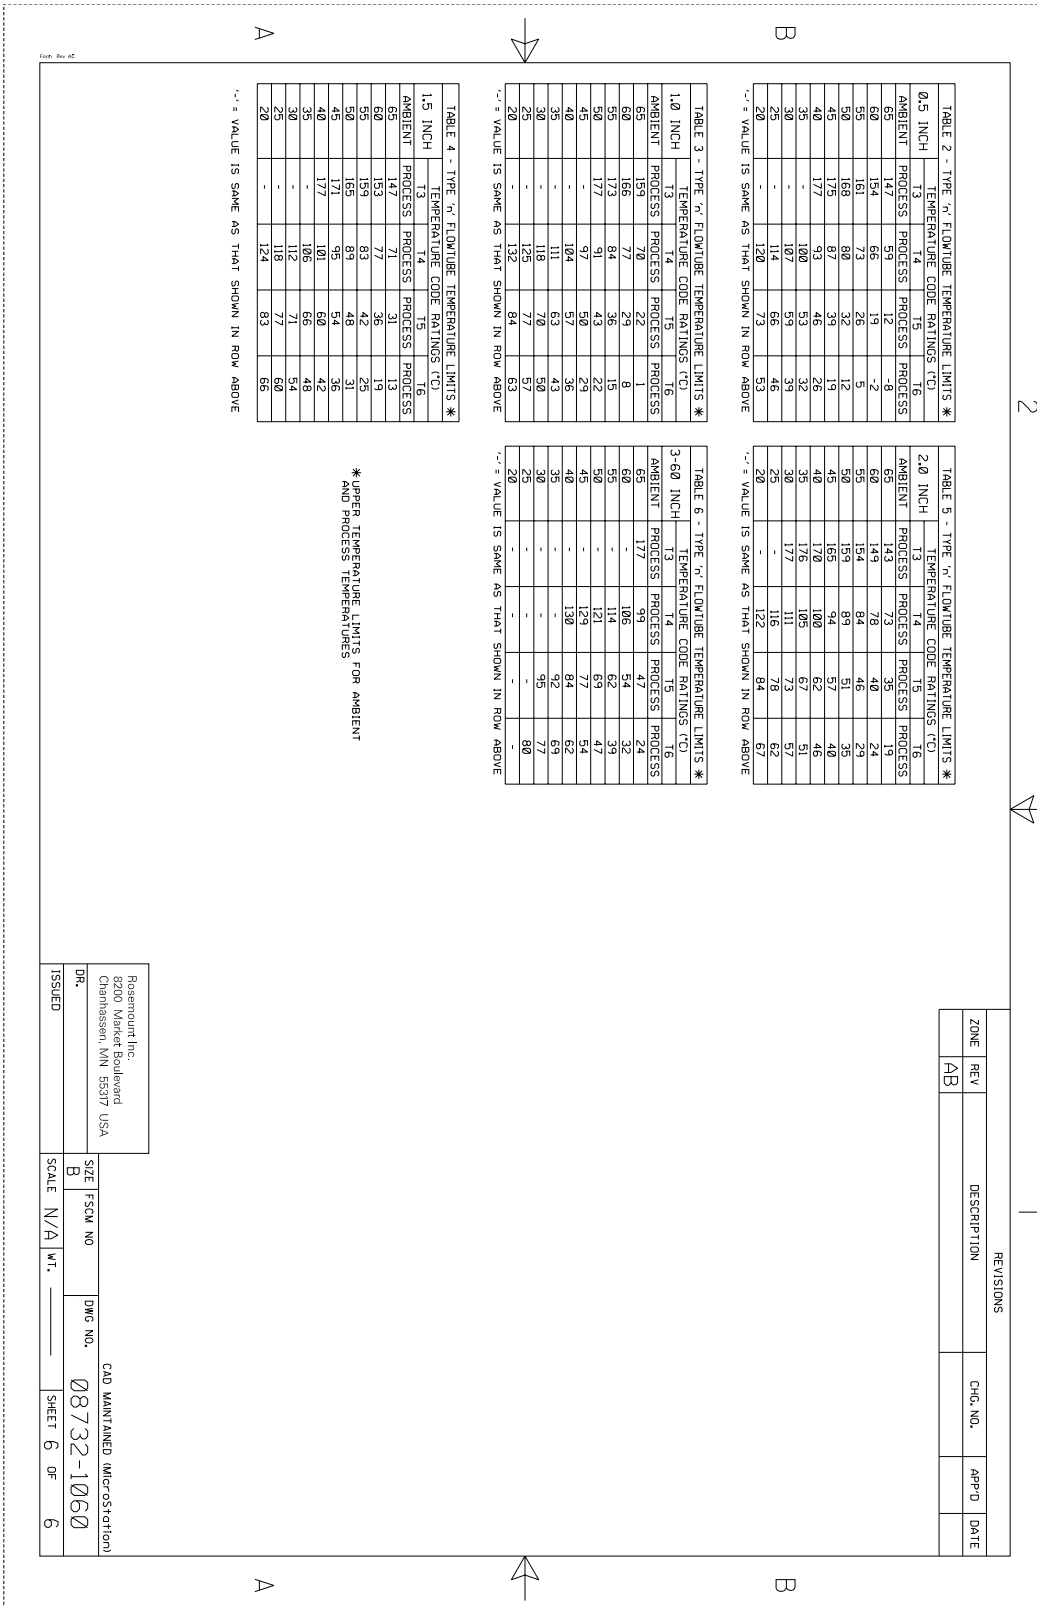 2
1
B
B
REVISIONS
ZONE REV DESCRIPTION CHG. NO. APP'D DATE
AB
TABLE 2 - TYPE 'n' FLOWTUBE TEMPERATURE LIMITS *
0.5 INCH TEMPERATURE CODE RATINGS (°C)
T3 T4 T5 T6
AMBIENT PROCESS PROCESS PROCESS PROCESS
65 147 59 12 -8
60 154 66 19 -2
55 161 73 26 5
50 168 80 32 12
45 175 87 39 19
40 177 93 46 26
35 - 100 53 32
30 - 107 59 39
25 - 114 66 46
20 - 120 73 53
'-' = VALUE IS SAME AS THAT SHOWN IN ROW ABOVE
TABLE 5 - TYPE 'n' FLOWTUBE TEMPERATURE LIMITS *
2.0 INCH TEMPERATURE CODE RATINGS (°C)
T3 T4 T5 T6
AMBIENT PROCESS PROCESS PROCESS PROCESS
65 143 73 35 19
60 149 78 40 24
55 154 84 46 29
50 159 89 51 35
45 165 94 57 40
40 170 100 62 46
35 176 105 67 51
30 177 111 73 57
25 - 116 78 62
20 - 122 84 67
'-' = VALUE IS SAME AS THAT SHOWN IN ROW ABOVE
TABLE 3 - TYPE 'n' FLOWTUBE TEMPERATURE LIMITS *
1.0 INCH TEMPERATURE CODE RATINGS (°C)
T3 T4 T5 T6
AMBIENT PROCESS PROCESS PROCESS PROCESS
65 159 70 22 1
60 166 77 29 8
55 173 84 36 15
50 177 91 43 22
45 - 97 50 29
40 - 104 57 36
35 - 111 63 43
30 - 118 70 50
25 - 125 77 57
20 - 132 84 63
'-' = VALUE IS SAME AS THAT SHOWN IN ROW ABOVE
TABLE 6 - TYPE 'n' FLOWTUBE TEMPERATURE LIMITS *
3-60 INCH TEMPERATURE CODE RATINGS (°C)
T3 T4 T5 T6
AMBIENT PROCESS PROCESS PROCESS PROCESS
65 177 99 47 24
60 - 106 54 32
55 - 114 62 39
50 - 121 69 47
45 - 129 77 54
40 - 130 84 62
35 - - 92 69
30 - - 95 77
25 - - - 80
20 - - - -
'-' = VALUE IS SAME AS THAT SHOWN IN ROW ABOVE
TABLE 4 - TYPE 'n' FLOWTUBE TEMPERATURE LIMITS *
1.5 INCH TEMPERATURE CODE RATINGS (°C)
T3 T4 T5 T6
AMBIENT PROCESS PROCESS PROCESS PROCESS
65 147 71 31 13
60 153 77 36 19
55 159 83 42 25
50 165 89 48 31
45 171 95 54 36
40 177 101 60 42
35 - 106 66 48
30 - 112 71 54
25 - 118 77 60
20 - 124 83 66
'-' = VALUE IS SAME AS THAT SHOWN IN ROW ABOVE
* UPPER TEMPERATURE LIMITS FOR AMBIENT
AND PROCESS TEMPERATURES
A
A
Rosemount Inc.
8200 Market Boulevard
Chanhassen, MN 55317 USA
CAD MAINTAINED (MicroStation)
DR.
SIZE B FSCM NO DWG NO. 08732-1060
ISSUED
SCALE N/A WT. SHEET 6 OF 6
Form Rev AC